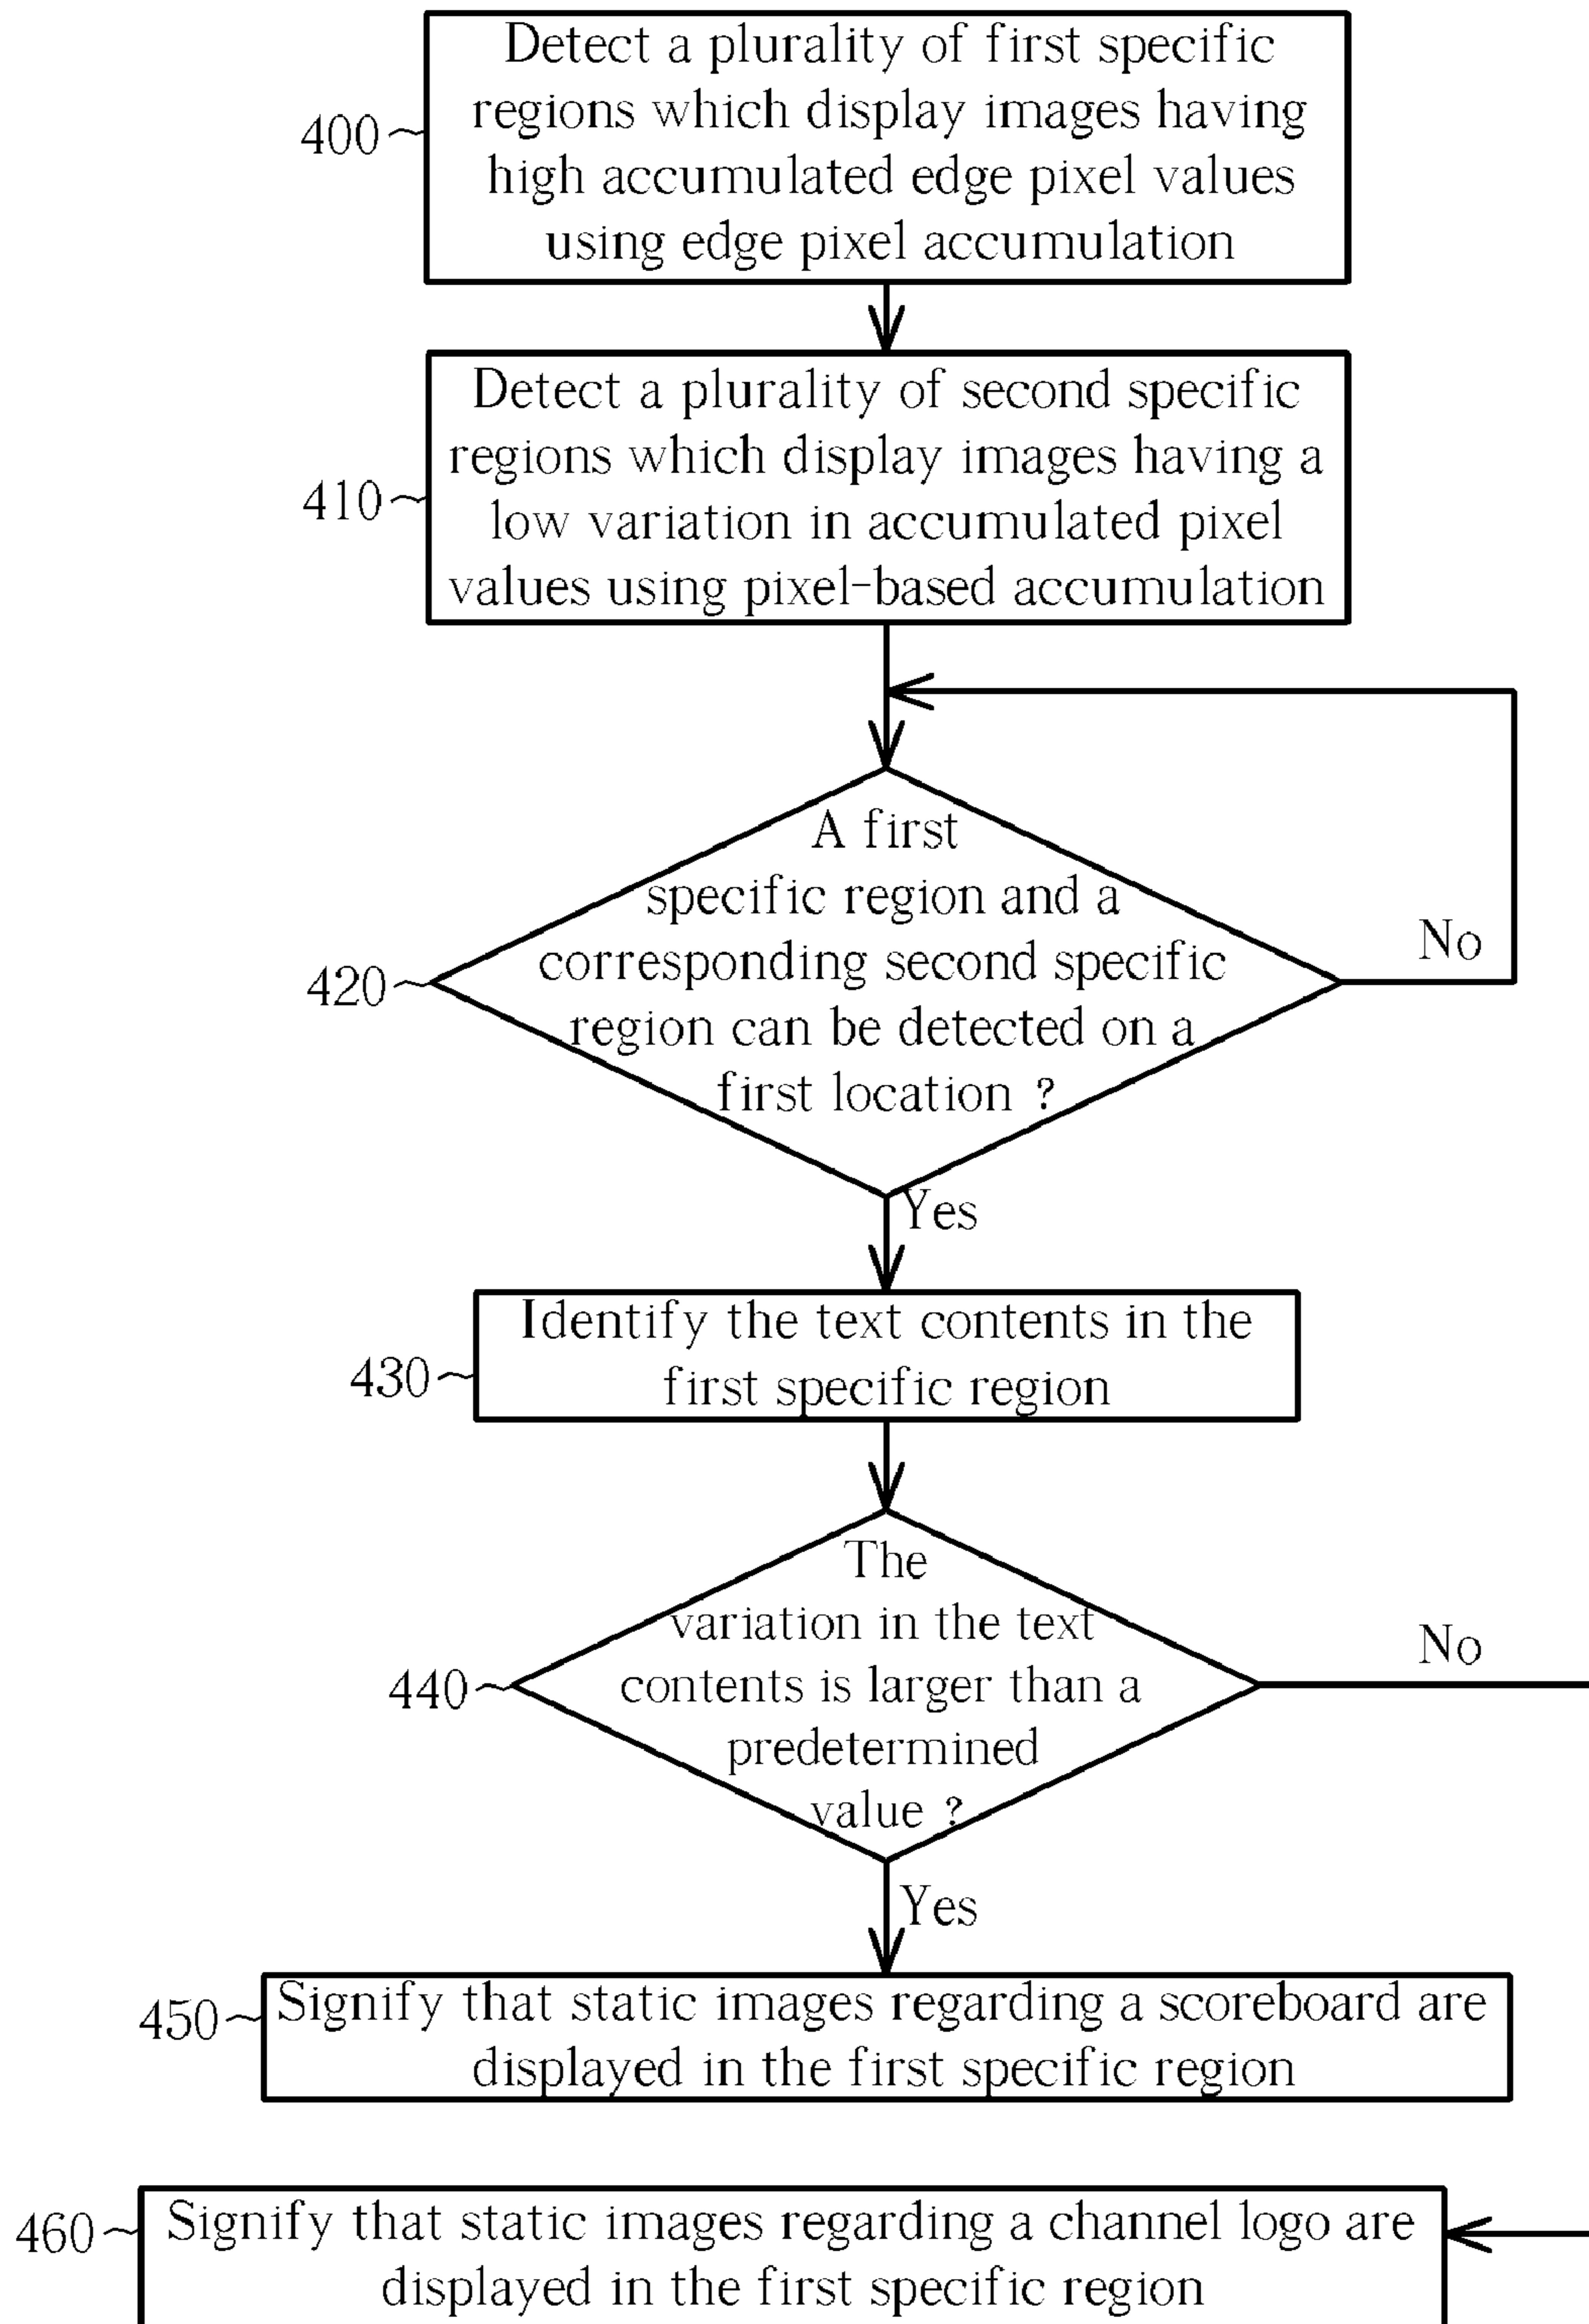 Detect a plurality of first specific
regions which display images having
high accumulated edge pixel values
using edge pixel accumulation
400
Detect a plurality of second specific
regions which display images having a
low variation in accumulated pixel
values using pixel-based accumulation
410
A first
specific region and a
corresponding second specific
region can be detected on a
first location ?
420
No
Yes
Identify the text contents in the
first specific region
430
The
variation in the text
contents is larger than a
predetermined
value ?
440
No
Yes
Signify that static images regarding a scoreboard are
displayed in the first specific region
450
Signify that static images regarding a channel logo are
displayed in the first specific region
460